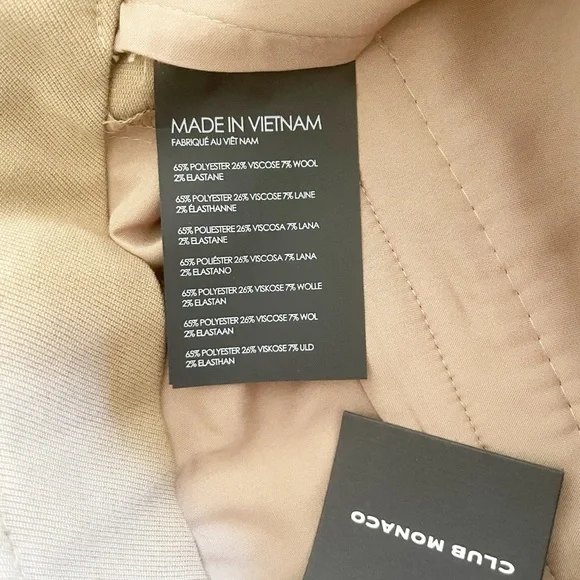 MADE IN VIETNAM
FABRIQUÉ AU VIÊT NAM
65% POLYESTER 26% VISCOSE 7% WOOL
2% ELASTANE
65% POLYESTER 26% VISCOSE 7% LAINE
2% ÉLASTHANNE
65% POLIESTERE 26% VISCOSA 7% LANA
2% ELASTANE
65% POLIÉSTER 26% VISCOSA 7% LANA
2% ELASTANO
65% POLYESTER 26% VISKOSE 7% WOLLE
2% ELASTAN
65% POLYESTER 26% VISCOSE 7% WOL
2% ELASTAAN
65% POLYESTER 26% VISKOSE 7% ULD
2% ELASTHAN
CLUB MONACO